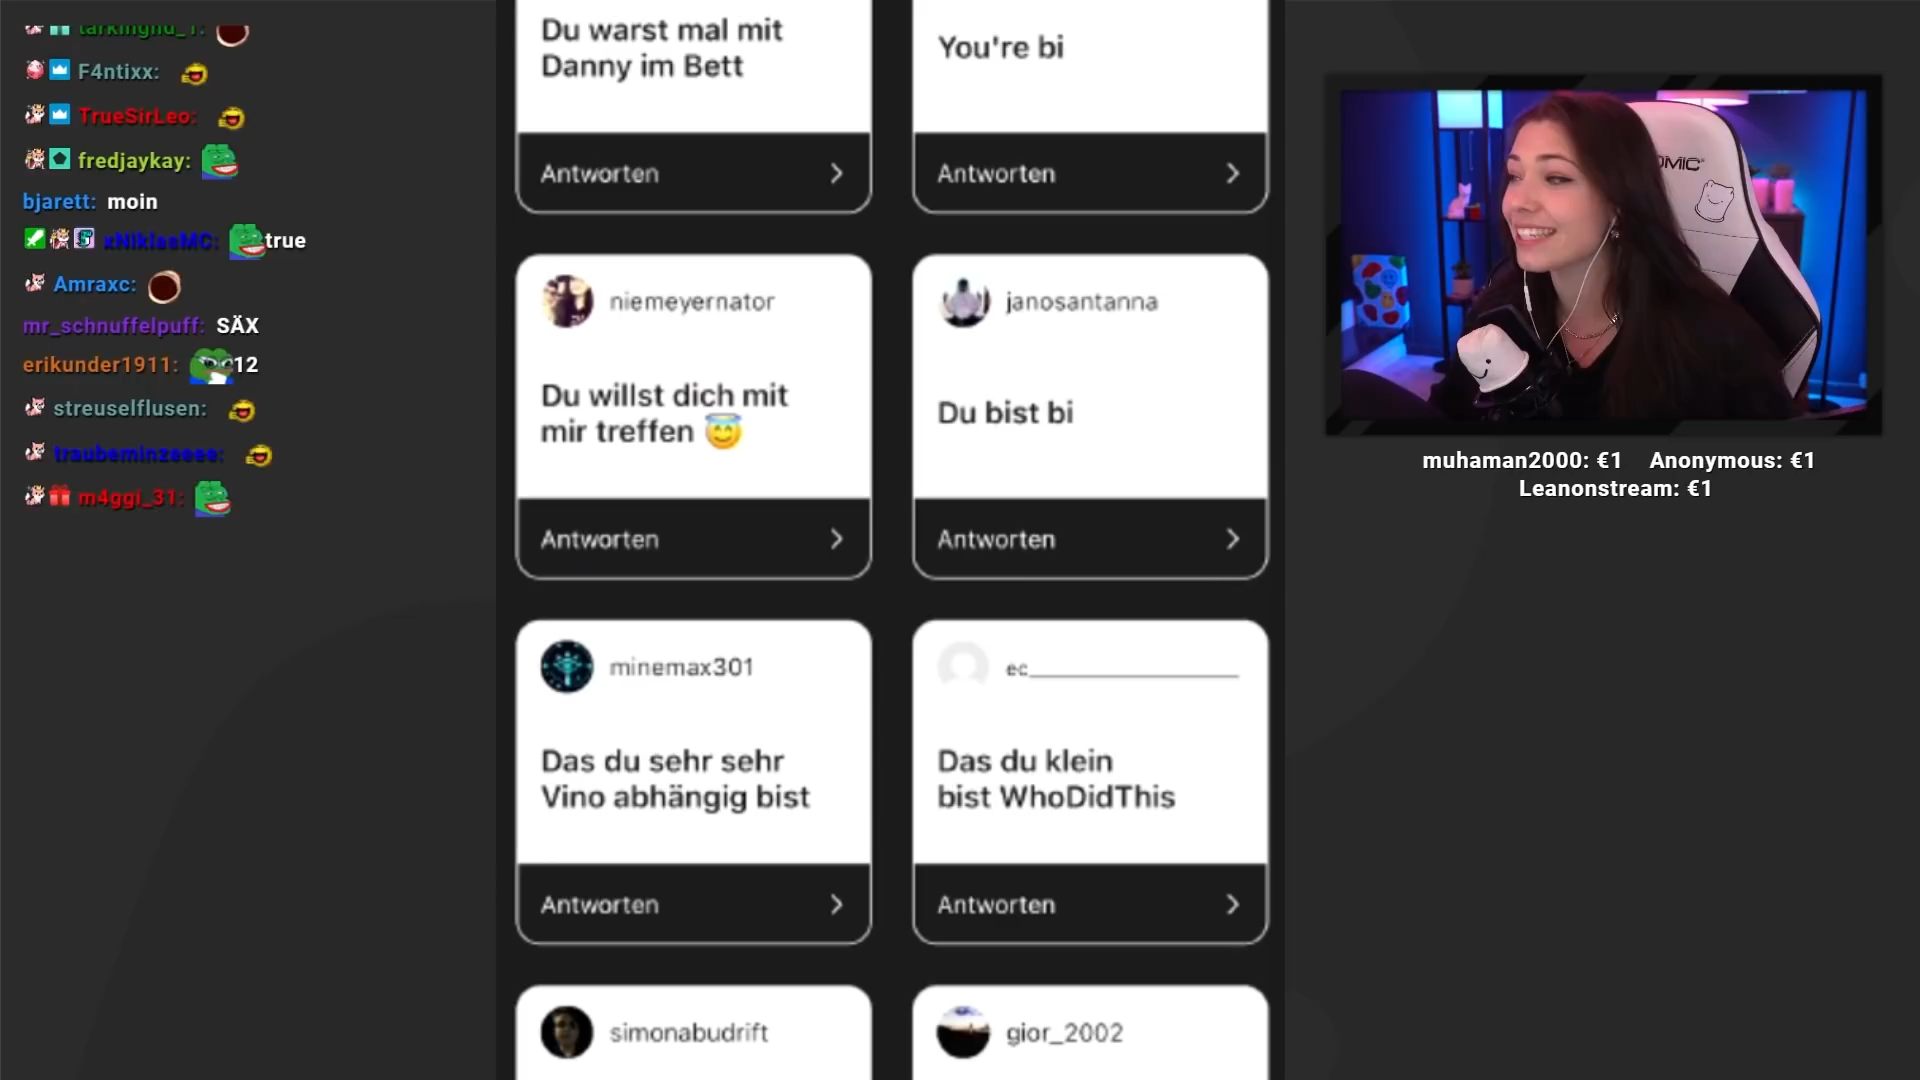 F4ntixx:
TrueSirLeo:
fredjaykay:
bjarett: moin
xNiklasMC: true
Amraxc:
mr_schnuffelpuff: SÄX
erikunder1911: 12
streuselflusen:
traubeminzeeee:
m4ggi_31:
Du warst mal mit
Danny im Bett
Antworten
You're bi
Antworten
niemeyernator
Du willst dich mit
mir treffen 😇
Antworten
janosantanna
Du bist bi
Antworten
minemax301
Das du sehr sehr
Vino abhängig bist
Antworten
ec__________________
Das du klein
bist WhoDidThis
Antworten
simonabudrift
gior_2002
muhaman2000: €1 Anonymous: €1
Leanonstream: €1